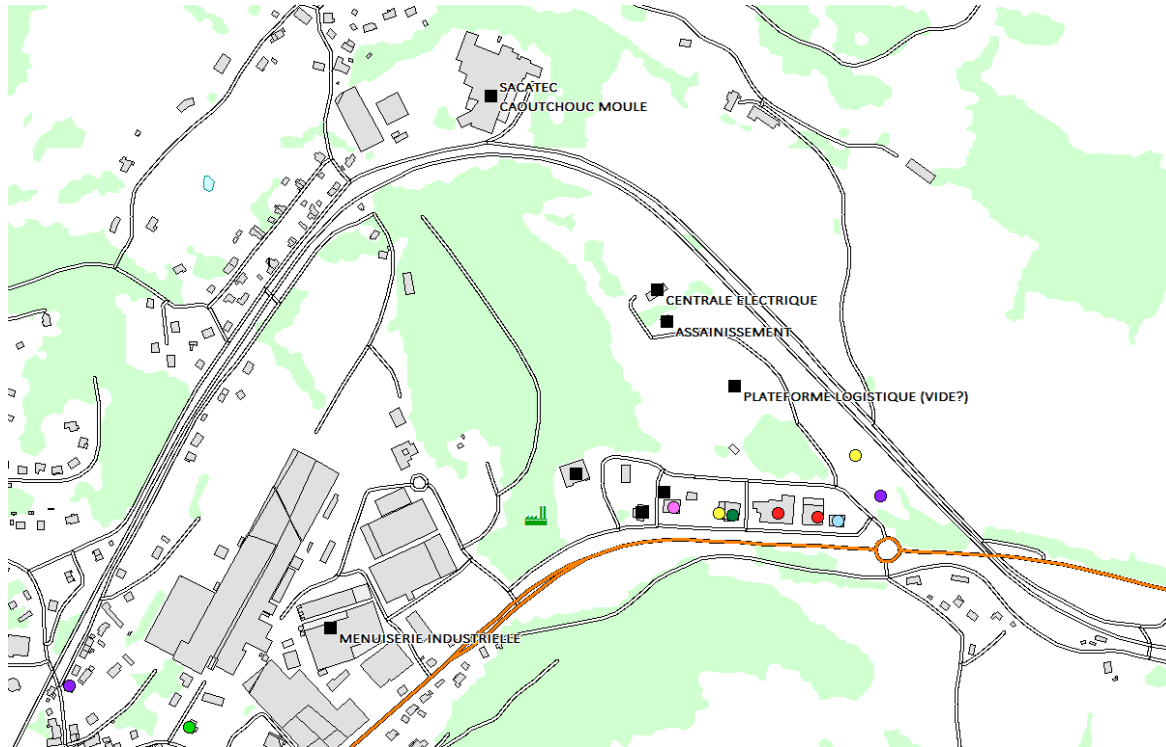 SACATEC
CAOUTCHOUC MOULE
CENTRALE ELECTRIQUE
ASSAINISSEMENT
PLATEFORME LOGISTIQUE (VIDE?)
MENUISERIE INDUSTRIELLE